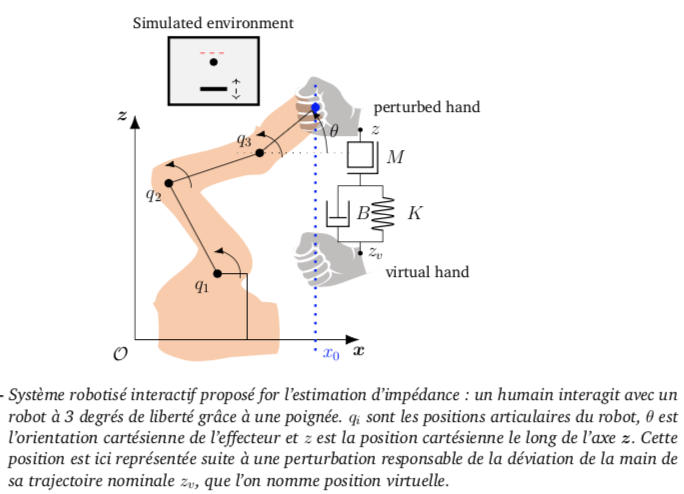 Simulated environment
z
perturbed hand
θ
z
q3
M
q2
B
K
zv
virtual hand
q1
O
x0
x
- Système robotisé interactif proposé for l'estimation d'impédance : un humain interagit avec un
robot à 3 degrés de liberté grâce à une poignée. qi sont les positions articulaires du robot, θ est
l'orientation cartésienne de l'effecteur et z est la position cartésienne le long de l'axe z. Cette
position est ici représentée suite à une perturbation responsable de la déviation de la main de
sa trajectoire nominale zv, que l'on nomme position virtuelle.